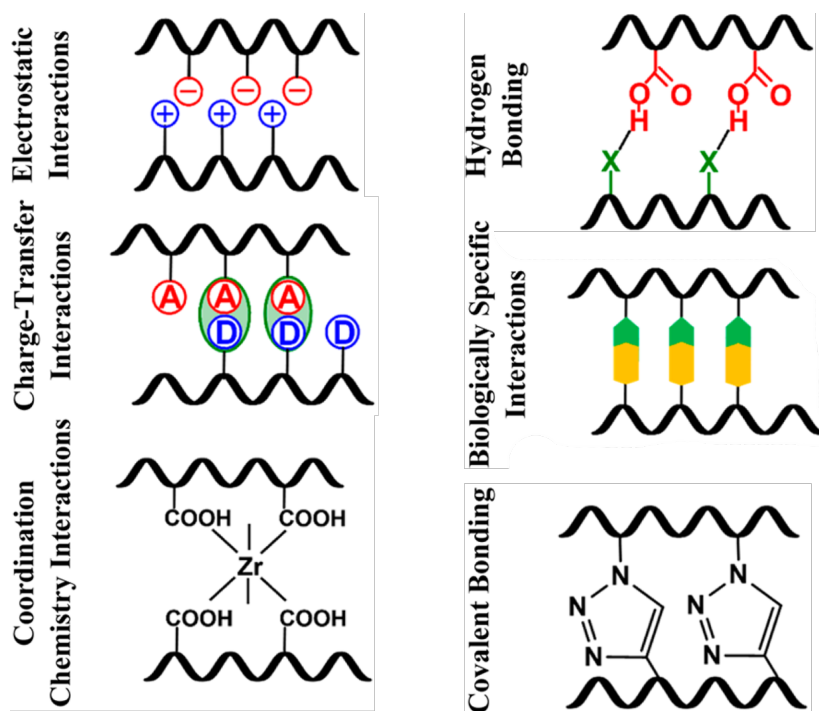 Electrostatic
Interactions
− − −
+ + +
Hydrogen
Bonding
O O O O
H H
X X
Charge-Transfer
Interactions
A A A
D D D
Biologically Specific
Interactions
Coordination
Chemistry Interactions
COOH COOH
Zr
COOH COOH
Covalent Bonding
N N
N N
N N